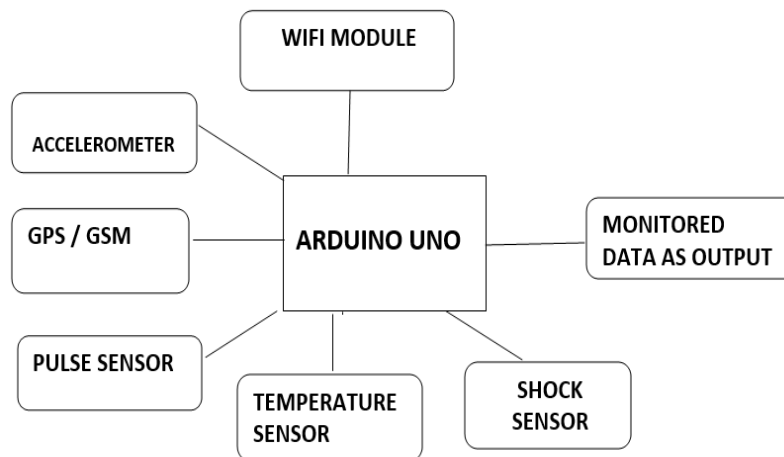 WIFI MODULE
ACCELEROMETER
GPS / GSM
ARDUINO UNO
MONITORED
DATA AS OUTPUT
PULSE SENSOR
TEMPERATURE
SENSOR
SHOCK
SENSOR